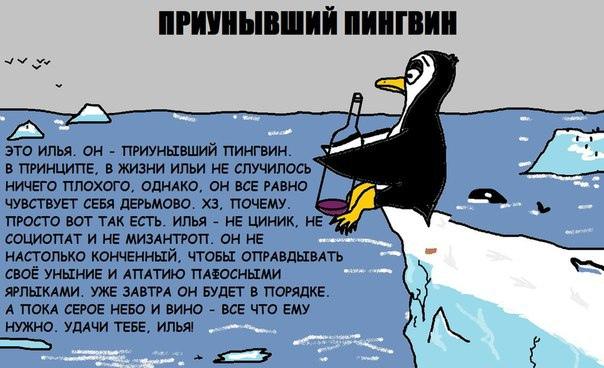 ПРИУНЫВШИЙ ПИНГВИН
ЭТО ИЛЬЯ. ОН - ПРИУНЫВШИЙ ПИНГВИН.
В ПРИНЦИПЕ, В ЖИЗНИ ИЛЬИ НЕ СЛУЧИЛОСЬ
НИЧЕГО ПЛОХОГО, ОДНАКО, ОН ВСЕ РАВНО
ЧУВСТВУЕТ СЕБЯ ДЕРЬМОВО. ХЗ, ПОЧЕМУ.
ПРОСТО ВОТ ТАК ЕСТЬ. ИЛЬЯ - НЕ ЦИНИК, НЕ
СОЦИОПАТ И НЕ МИЗАНТРОП. ОН НЕ
НАСТОЛЬКО КОНЧЕННЫЙ, ЧТОБЫ ОПРАВДЫВАТЬ
СВОЁ УНЫНИЕ И АПАТИЮ ПАФОСНЫМИ
ЯРЛЫКАМИ. УЖЕ ЗАВТРА ОН БУДЕТ В ПОРЯДКЕ.
А ПОКА СЕРОЕ НЕБО И ВИНО - ВСЕ ЧТО ЕМУ
НУЖНО. УДАЧИ ТЕБЕ, ИЛЬЯ!